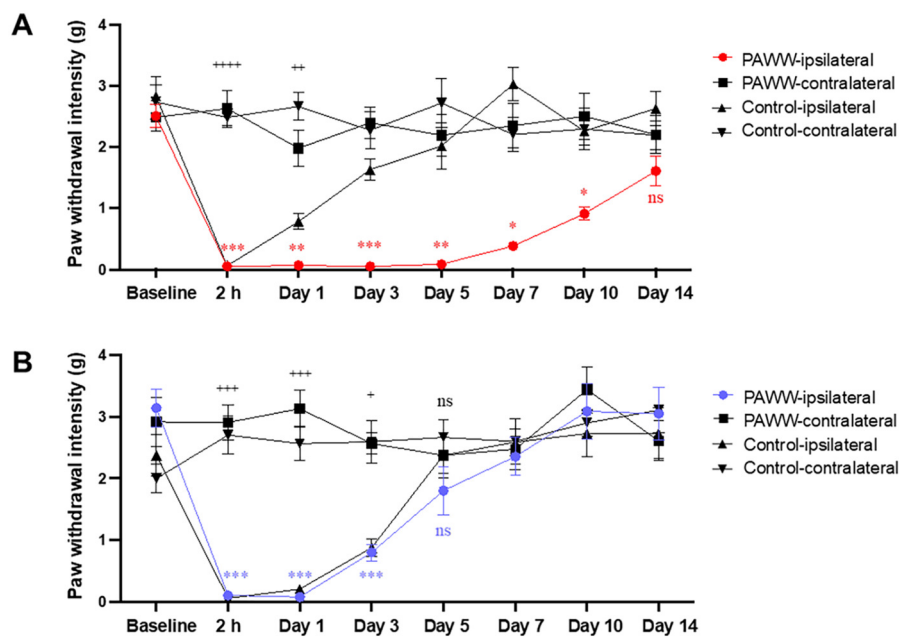 A
Paw withdrawal intensity (g)
4
3
2
1
0
++++
++
***
**
***
**
*
*
ns
Baseline 2 h Day 1 Day 3 Day 5 Day 7 Day 10 Day 14
PAWW-ipsilateral
PAWW-contralateral
Control-ipsilateral
Control-contralateral
B
Paw withdrawal intensity (g)
4
3
2
1
0
+++
+++
+
ns
***
***
***
ns
Baseline 2 h Day 1 Day 3 Day 5 Day 7 Day 10 Day 14
PAWW-ipsilateral
PAWW-contralateral
Control-ipsilateral
Control-contralateral